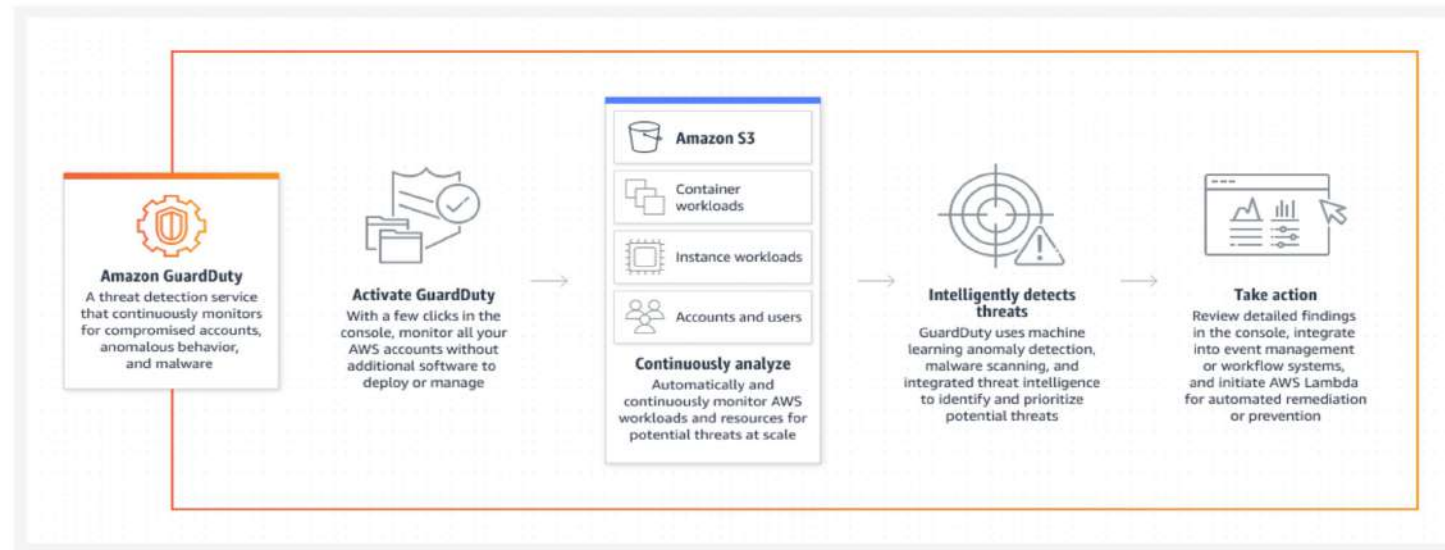 Amazon GuardDuty
A threat detection service
that continuously monitors
for compromised accounts,
anomalous behavior,
and malware
Activate GuardDuty
With a few clicks in the
console, monitor all your
AWS accounts without
additional software to
deploy or manage
Amazon S3
Container
workloads
Instance workloads
Accounts and users
Continuously analyze
Automatically and
continuously monitor AWS
workloads and resources for
potential threats at scale
Intelligently detects
threats
GuardDuty uses machine
learning anomaly detection,
malware scanning, and
integrated threat intelligence
to identify and prioritize
potential threats
Take action
Review detailed findings
in the console, integrate
into event management
or workflow systems,
and initiate AWS Lambda
for automated remediation
or prevention